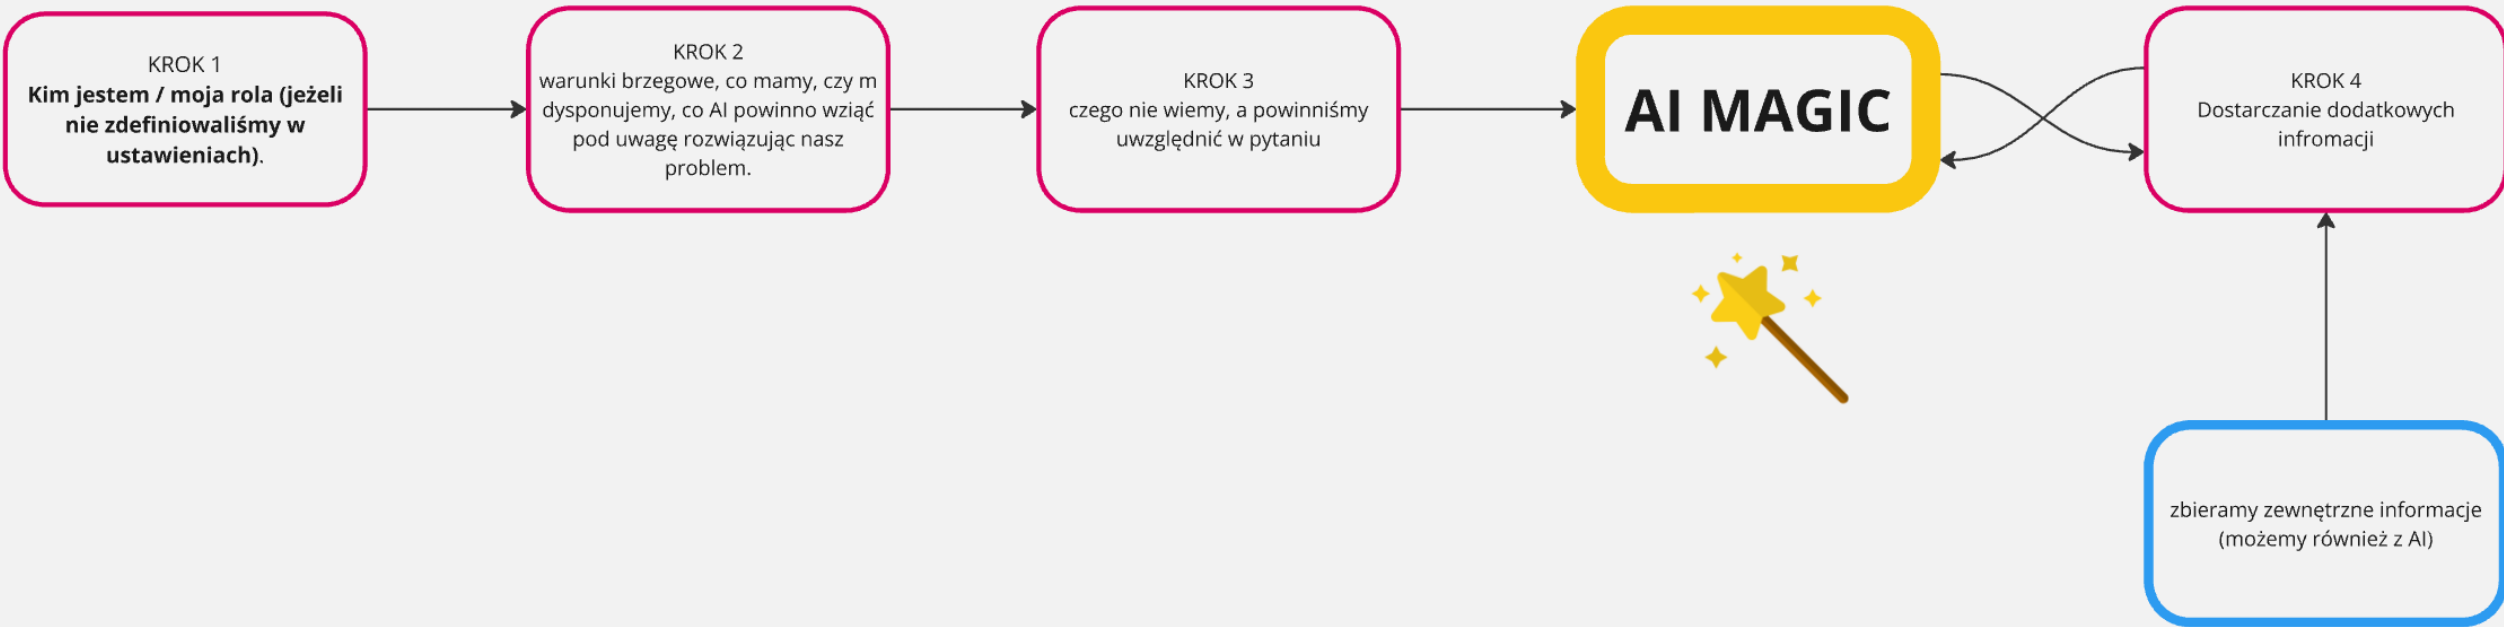 KROK 1
Kim jestem / moja rola (jeżeli
nie zdefiniowaliśmy w
ustawieniach).
KROK 2
warunki brzegowe, co mamy, czy m
dysponujemy, co AI powinno wziąć
pod uwagę rozwiązując nasz
problem.
KROK 3
czego nie wiemy, a powinniśmy
uwzględnić w pytaniu
AI MAGIC
KROK 4
Dostarczanie dodatkowych
infromacji
zbieramy zewnętrzne informacje
(możemy również z AI)